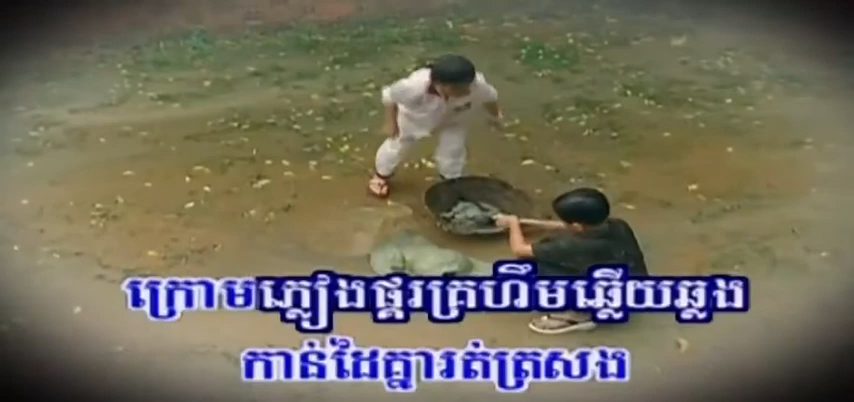 ក្រោមភ្លៀងផ្គរគ្រហឹមឆ្លើយឆ្លង
កាន់ដៃគ្នារត់ត្រសង